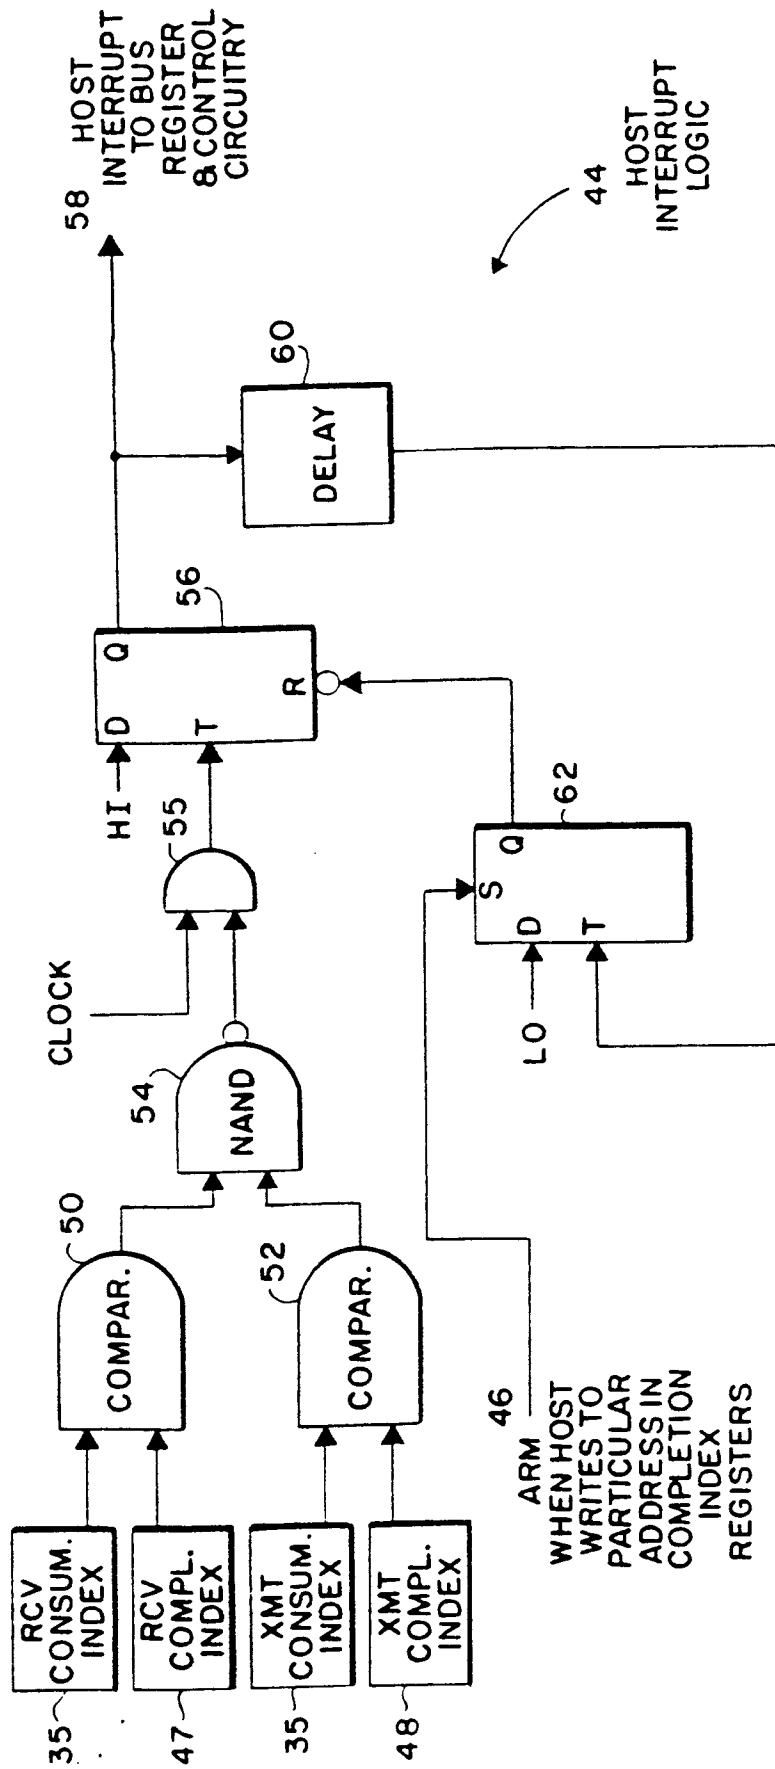 35
RCV
CONSUM.
INDEX
47
RCV
COMPL.
INDEX
35
XMT
CONSUM.
INDEX
48
XMT
COMPL.
INDEX
50
COMPAR.
52
COMPAR.
54
NAND
CLOCK
55
HI
D
Q
T
R
56
58
HOST
INTERRUPT
TO BUS
REGISTER
& CONTROL
CIRCUITRY
60
DELAY
46
ARM
WHEN HOST
WRITES TO
PARTICULAR
ADDRESS IN
COMPLETION
INDEX
REGISTERS
LO
S
D
Q
T
62
44
HOST
INTERRUPT
LOGIC